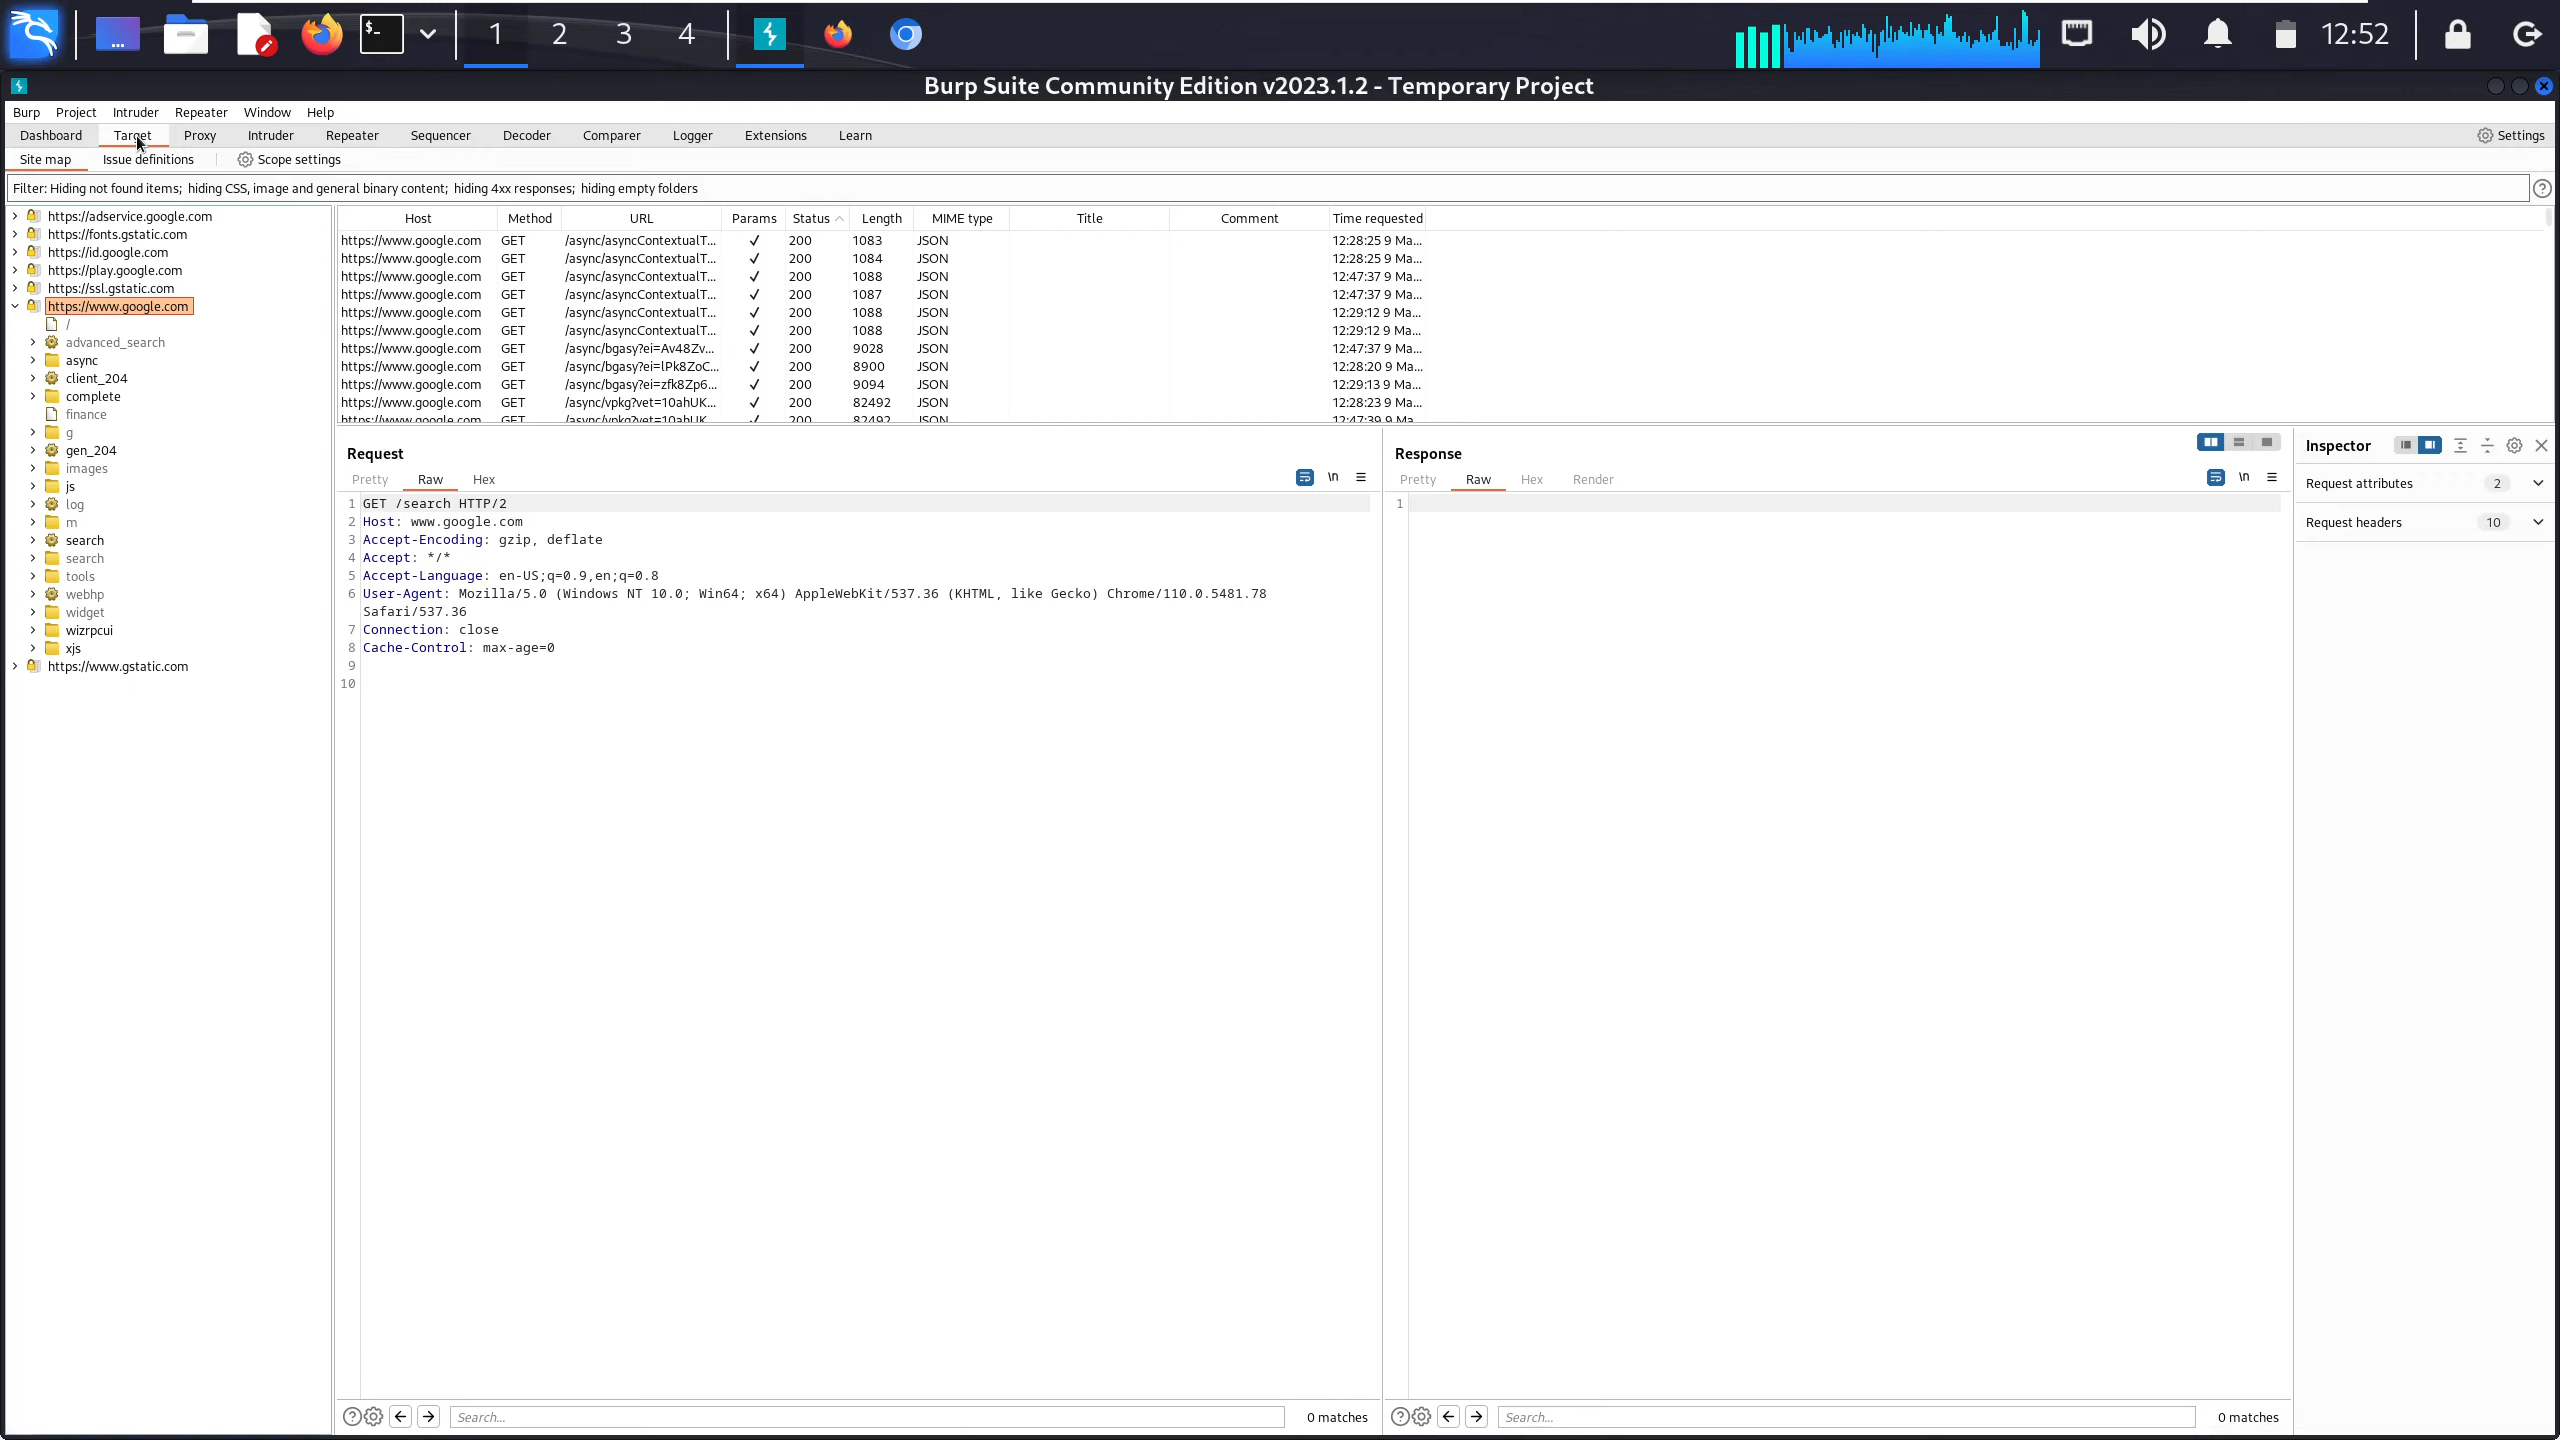 1 2 3 4 12:52
Burp Suite Community Edition v2023.1.2 - Temporary Project
Burp Project Intruder Repeater Window Help
Dashboard Target Proxy Intruder Repeater Sequencer Decoder Comparer Logger Extensions Learn Settings
Site map Issue definitions Scope settings
Filter: Hiding not found items; hiding CSS, image and general binary content; hiding 4xx responses; hiding empty folders
https://adservice.google.com
https://fonts.gstatic.com
https://id.google.com
https://play.google.com
https://ssl.gstatic.com
https://www.google.com
/
advanced_search
async
client_204
complete
finance
g
gen_204
images
js
log
m
search
search
tools
webhp
widget
wizrpcui
xjs
https://www.gstatic.com
Host Method URL Params Status Length MIME type Title Comment Time requested
https://www.google.com GET /async/asyncContextualT... ✓ 200 1083 JSON 12:28:25 9 Ma...
https://www.google.com GET /async/asyncContextualT... ✓ 200 1084 JSON 12:28:25 9 Ma...
https://www.google.com GET /async/asyncContextualT... ✓ 200 1088 JSON 12:47:37 9 Ma...
https://www.google.com GET /async/asyncContextualT... ✓ 200 1087 JSON 12:47:37 9 Ma...
https://www.google.com GET /async/asyncContextualT... ✓ 200 1088 JSON 12:29:12 9 Ma...
https://www.google.com GET /async/asyncContextualT... ✓ 200 1088 JSON 12:29:12 9 Ma...
https://www.google.com GET /async/bgasy?ei=Av48Zv... ✓ 200 9028 JSON 12:47:37 9 Ma...
https://www.google.com GET /async/bgasy?ei=lPk8ZoC... ✓ 200 8900 JSON 12:28:20 9 Ma...
https://www.google.com GET /async/bgasy?ei=zfk8Zp6... ✓ 200 9094 JSON 12:29:13 9 Ma...
https://www.google.com GET /async/vpkg?vet=10ahUK... ✓ 200 82492 JSON 12:28:23 9 Ma...
https://www.google.com GET /async/vpkg?vet=10ahUK... ✓ 200 82492 JSON 12:47:39 9 Ma...
Request
Pretty Raw Hex \n
1 GET /search HTTP/2
2 Host: www.google.com
3 Accept-Encoding: gzip, deflate
4 Accept: */*
5 Accept-Language: en-US;q=0.9,en;q=0.8
6 User-Agent: Mozilla/5.0 (Windows NT 10.0; Win64; x64) AppleWebKit/537.36 (KHTML, like Gecko) Chrome/110.0.5481.78
Safari/537.36
7 Connection: close
8 Cache-Control: max-age=0
9
10
Search... 0 matches
Response
Pretty Raw Hex Render \n
1
Search... 0 matches
Inspector
Request attributes 2
Request headers 10